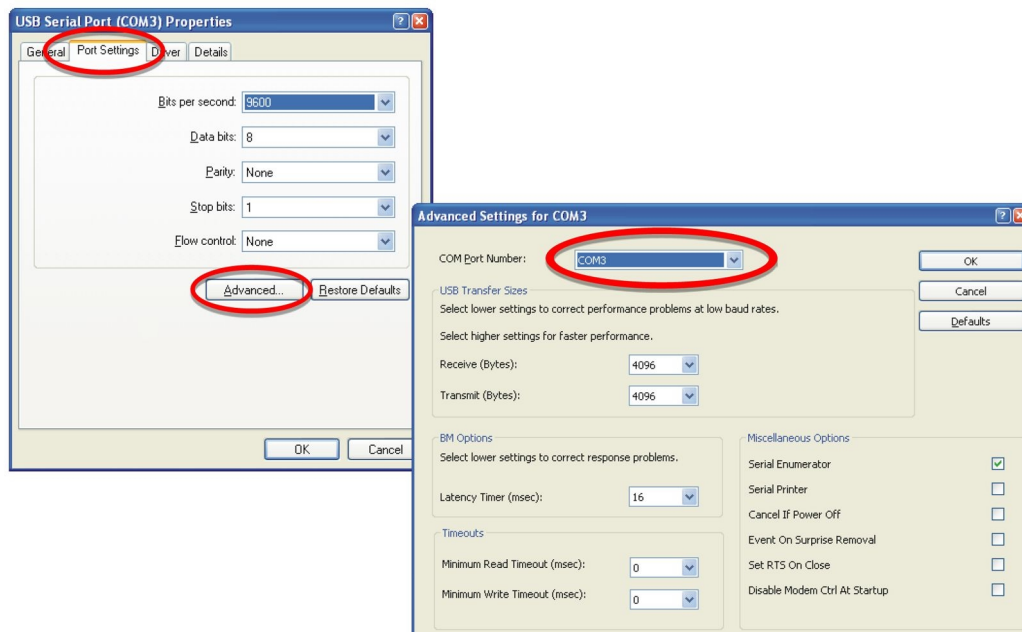 USB Serial Port (COM3) Properties
General Port Settings Driver Details
Bits per second: 9600
Data bits: 8
Parity: None
Stop bits: 1
Flow control: None
Advanced... Restore Defaults
OK Cancel
Advanced Settings for COM3
COM Port Number: COM3
OK
Cancel
Defaults
USB Transfer Sizes
Select lower settings to correct performance problems at low baud rates.
Select higher settings for faster performance.
Receive (Bytes): 4096
Transmit (Bytes): 4096
BM Options
Select lower settings to correct response problems.
Latency Timer (msec): 16
Timeouts
Minimum Read Timeout (msec): 0
Minimum Write Timeout (msec): 0
Miscellaneous Options
Serial Enumerator
Serial Printer
Cancel If Power Off
Event On Surprise Removal
Set RTS On Close
Disable Modem Ctrl At Startup